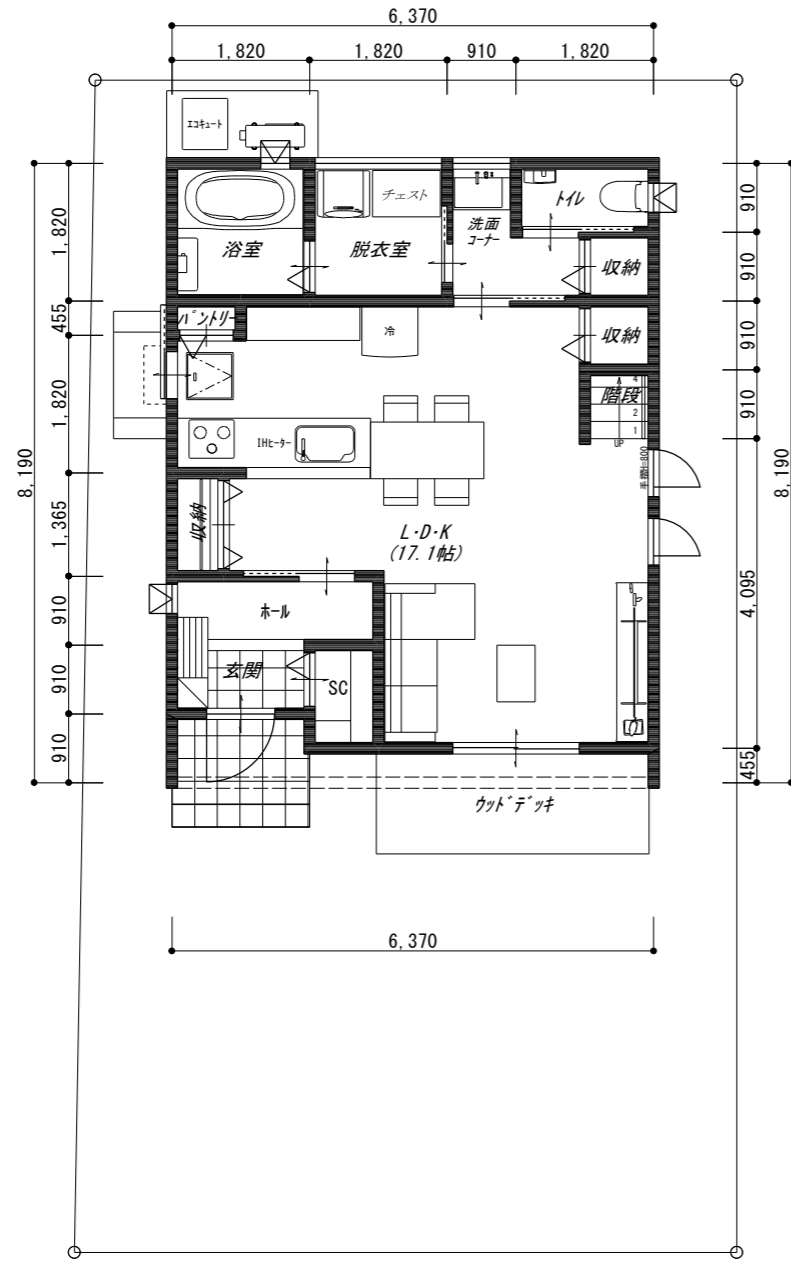 6,370
1,820
1,820
910
1,820
エコキュート
チェスト
トイレ
洗面
コーナー
浴室
脱衣室
収納
パントリー
冷
収納
階段
4
2
1
UP
手摺H=800
IHヒーター
収納
L・D・K
(17.1帖)
ホール
玄関
SC
ウッドデッキ
8,190
1,820
455
1,820
1,365
910
910
910
910
910
910
910
4,095
455
8,190
6,370